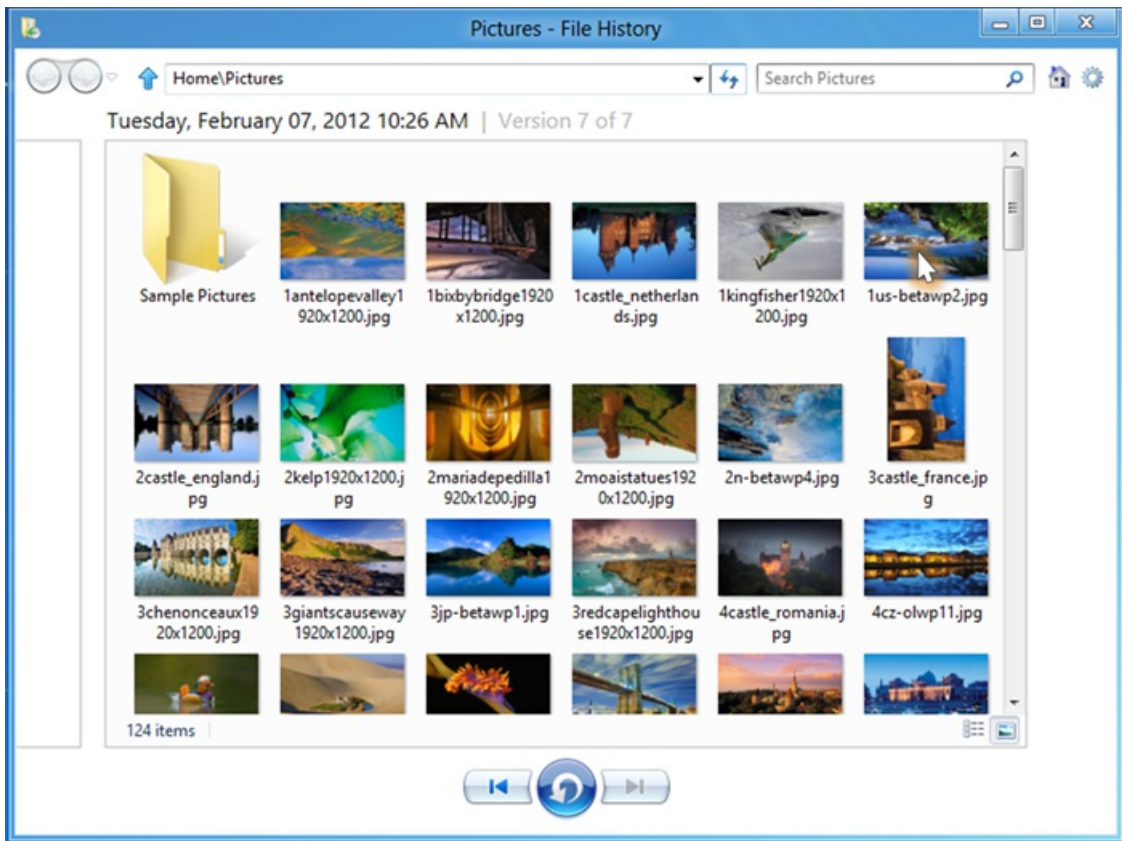 Pictures - File History
Home\Pictures
Search Pictures
Tuesday, February 07, 2012 10:26 AM | Version 7 of 7
Sample Pictures
1antelopevalley1
920x1200.jpg
1bixbybridge1920
x1200.jpg
1castle_netherlan
ds.jpg
1kingfisher1920x1
200.jpg
1us-betawp2.jpg
2castle_england.j
pg
2kelp1920x1200.j
pg
2mariadepedilla1
920x1200.jpg
2moaistatues192
0x1200.jpg
2n-betawp4.jpg
3castle_france.jp
g
3chenonceaux19
20x1200.jpg
3giantscauseway
1920x1200.jpg
3jp-betawp1.jpg
3redcapelighthou
se1920x1200.jpg
4castle_romania.j
pg
4cz-olwp11.jpg
124 items